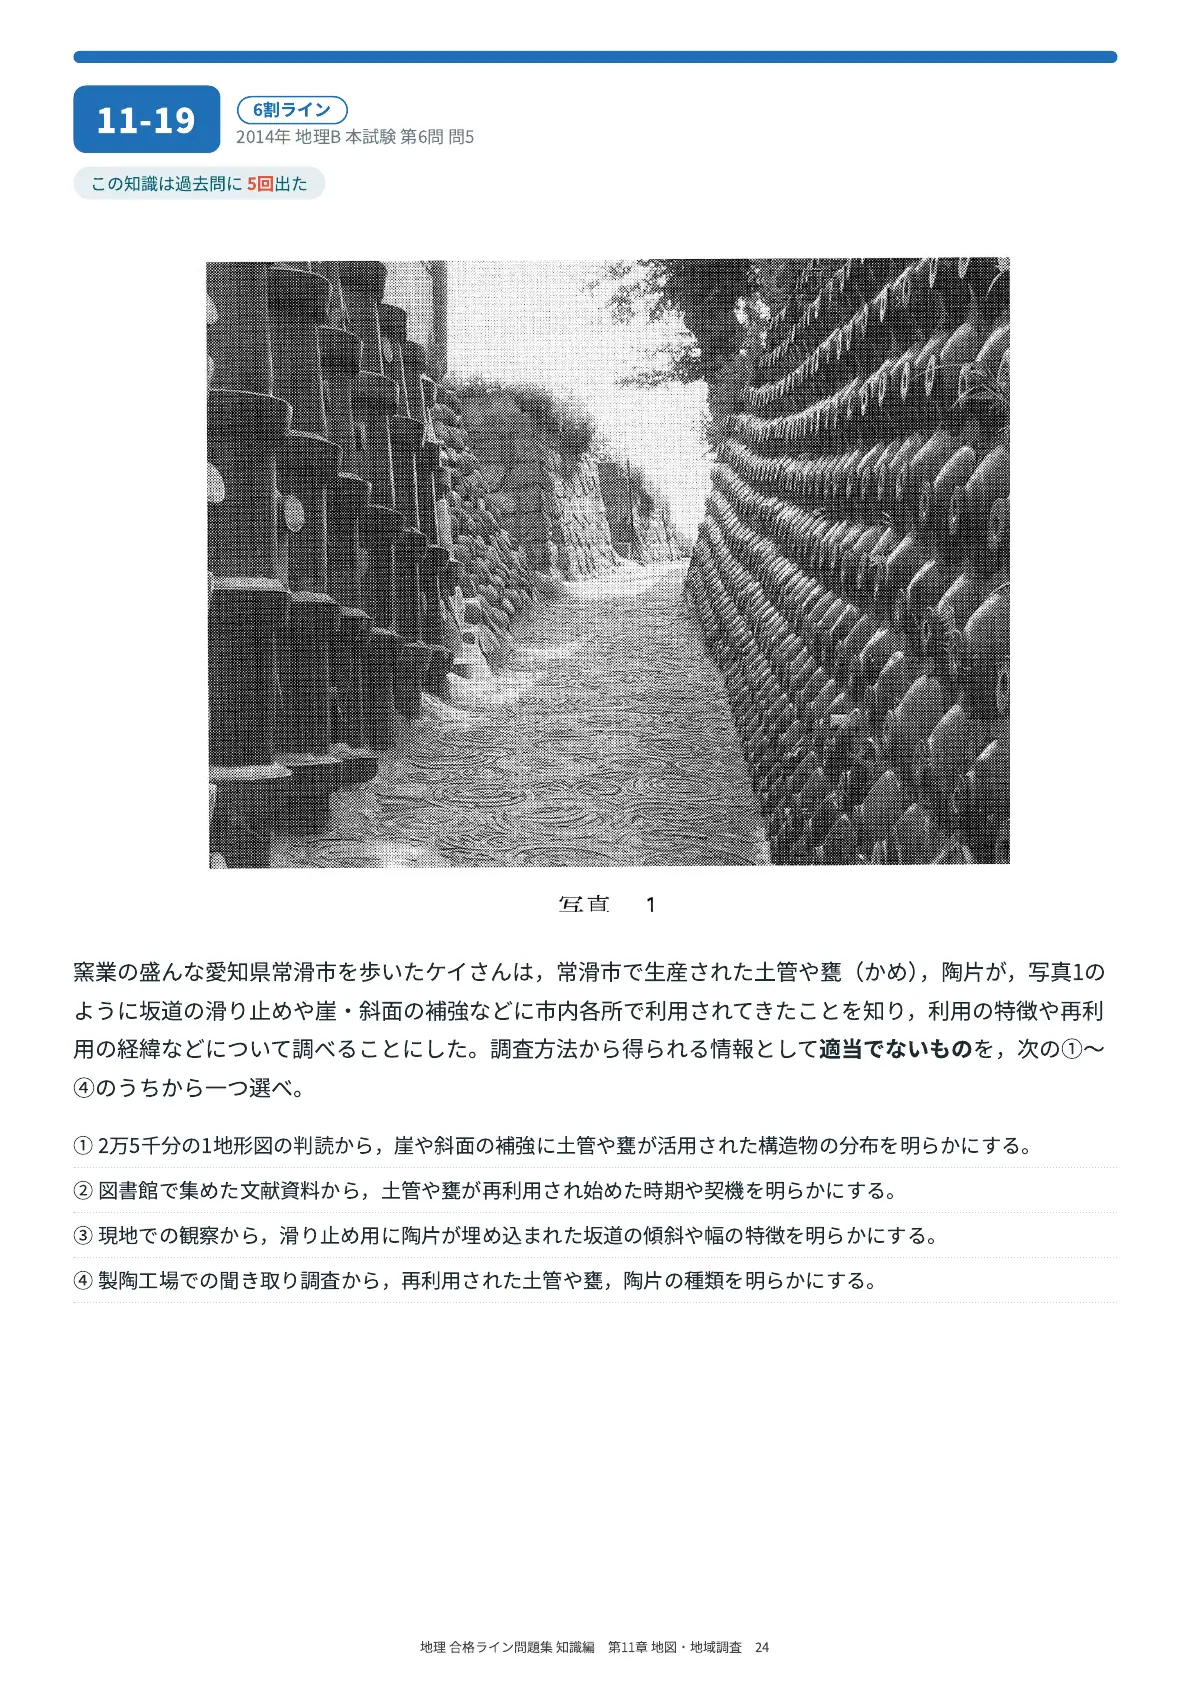 11-19
6割ライン
2014年 地理B 本試験 第6問 問5
この知識は過去問に 5回出た
写真 1
窯業の盛んな愛知県常滑市を歩いたケイさんは，常滑市で生産された土管や甕（かめ），陶片が，写真1の
ように坂道の滑り止めや崖・斜面の補強などに市内各所で利用されてきたことを知り，利用の特徴や再利
用の経緯などについて調べることにした。調査方法から得られる情報として適当でないものを，次の①～
④のうちから一つ選べ。
① 2万5千分の1地形図の判読から，崖や斜面の補強に土管や甕が活用された構造物の分布を明らかにする。
② 図書館で集めた文献資料から，土管や甕が再利用され始めた時期や契機を明らかにする。
③ 現地での観察から，滑り止め用に陶片が埋め込まれた坂道の傾斜や幅の特徴を明らかにする。
④ 製陶工場での聞き取り調査から，再利用された土管や甕，陶片の種類を明らかにする。
地理 合格ライン問題集 知識編 第11章 地図・地域調査 24